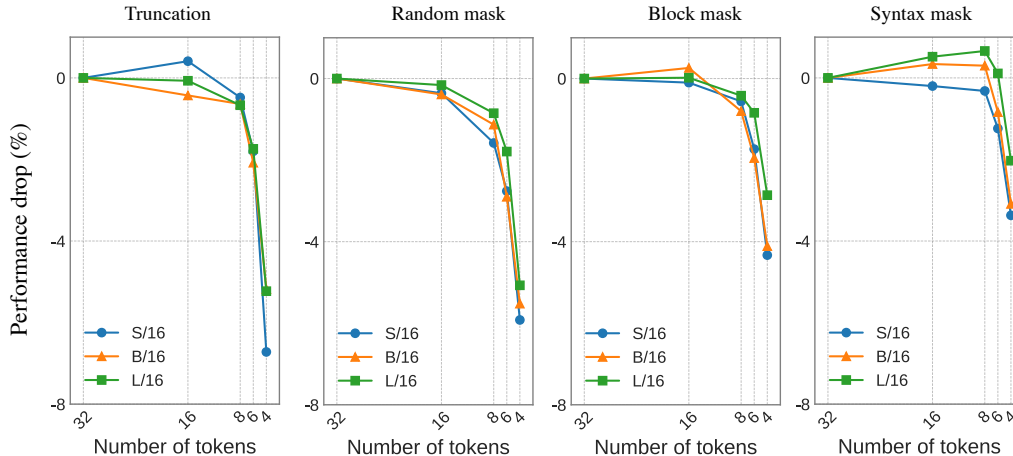 Truncation
Random mask
Block mask
Syntax mask
Performance drop (%)
0
-4
-8
S/16
B/16
L/16
32
16
8
6
4
Number of tokens
0
-4
-8
S/16
B/16
L/16
32
16
8
6
4
Number of tokens
0
-4
-8
S/16
B/16
L/16
32
16
8
6
4
Number of tokens
0
-4
-8
S/16
B/16
L/16
32
16
8
6
4
Number of tokens